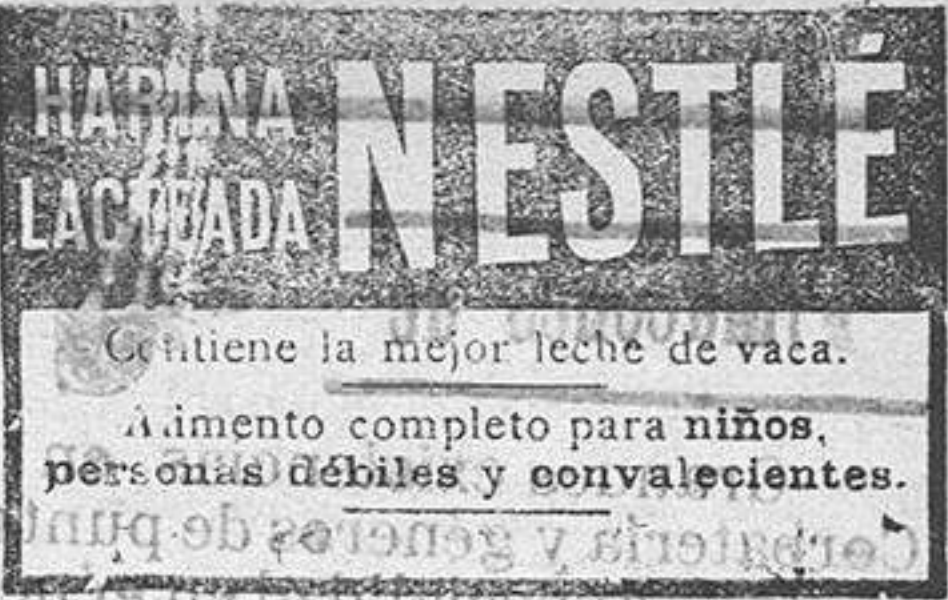 HARINA
LACTEADA
NESTLÉ
Contiene la mejor leche de vaca.
Alimento completo para niños,
personas débiles y convalecientes.